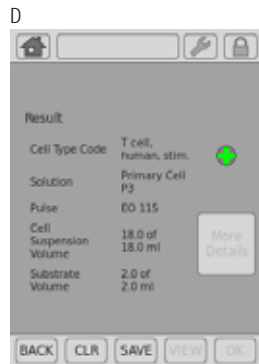 D
Result
Cell Type Code
T cell,
human, stim.
Solution
Primary Cell
P3
Pulse
EO 115
Cell
Suspension
Volume
18.0 of
18.0 ml
Substrate
Volume
2.0 of
2.0 ml
More
Details
BACK CLR SAVE VIEW OK